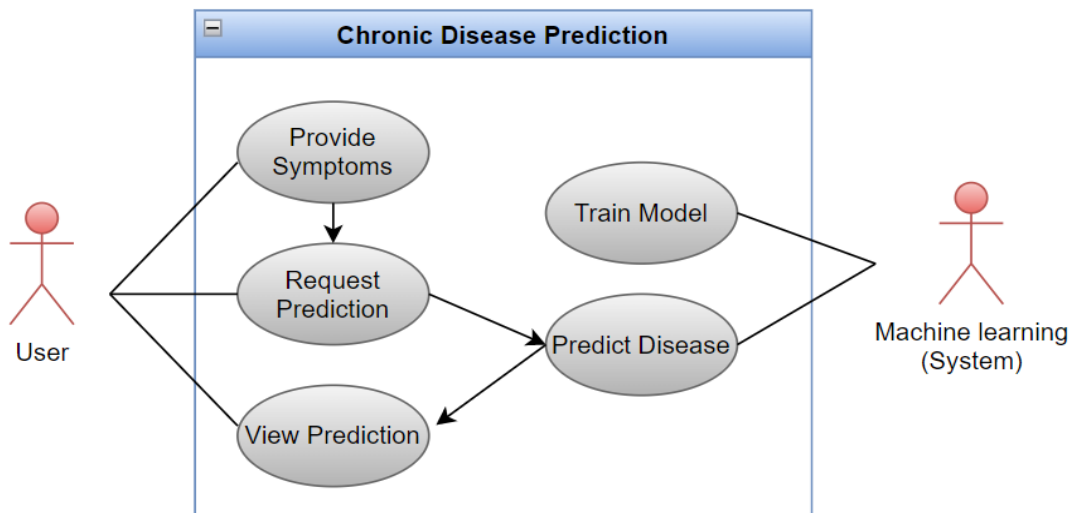 Chronic Disease Prediction
Provide
Symptoms
Train Model
Request
Prediction
Predict Disease
View Prediction
User
Machine learning
(System)